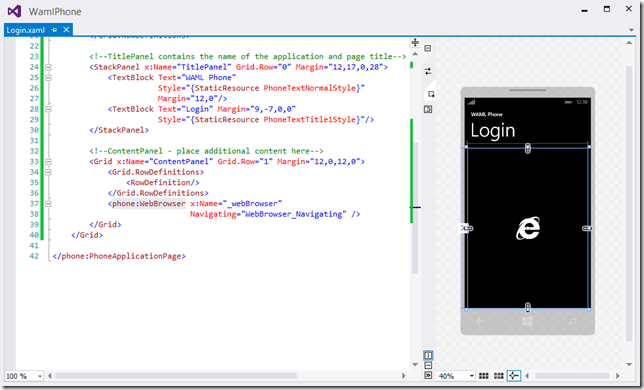 WamlPhone
Login.xaml
21
22
23 <!--TitlePanel contains the name of the application and page title-->
24 <StackPanel x:Name="TitlePanel" Grid.Row="0" Margin="12,17,0,28">
25 <TextBlock Text="WAML Phone"
26 Style="{StaticResource PhoneTextNormalStyle}"
27 Margin="12,0"/>
28 <TextBlock Text="Login" Margin="9,-7,0,0"
29 Style="{StaticResource PhoneTextTitle1Style}"/>
30 </StackPanel>
31
32 <!--ContentPanel - place additional content here-->
33 <Grid x:Name="ContentPanel" Grid.Row="1" Margin="12,0,12,0">
34 <Grid.RowDefinitions>
35 <RowDefinition/>
36 </Grid.RowDefinitions>
37 <phone:WebBrowser x:Name="_webBrowser"
38 Navigating="WebBrowser_Navigating" />
39 </Grid>
40 </Grid>
41
42 </phone:PhoneApplicationPage>
12:38
WAML Phone
Login
100 %
40%